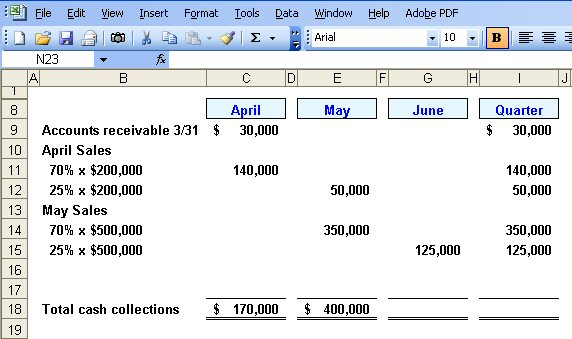 File Edit View Insert Format Tools Data Window Help Adobe PDF
Σ Arial 10 B
N23 fx
A B C D E F G H I J
1
8 April May June Quarter
9 Accounts receivable 3/31 $ 30,000 $ 30,000
10 April Sales
11 70% x $200,000 140,000 140,000
12 25% x $200,000 50,000 50,000
13 May Sales
14 70% x $500,000 350,000 350,000
15 25% x $500,000 125,000 125,000
16
17
18 Total cash collections $ 170,000 $ 400,000
19